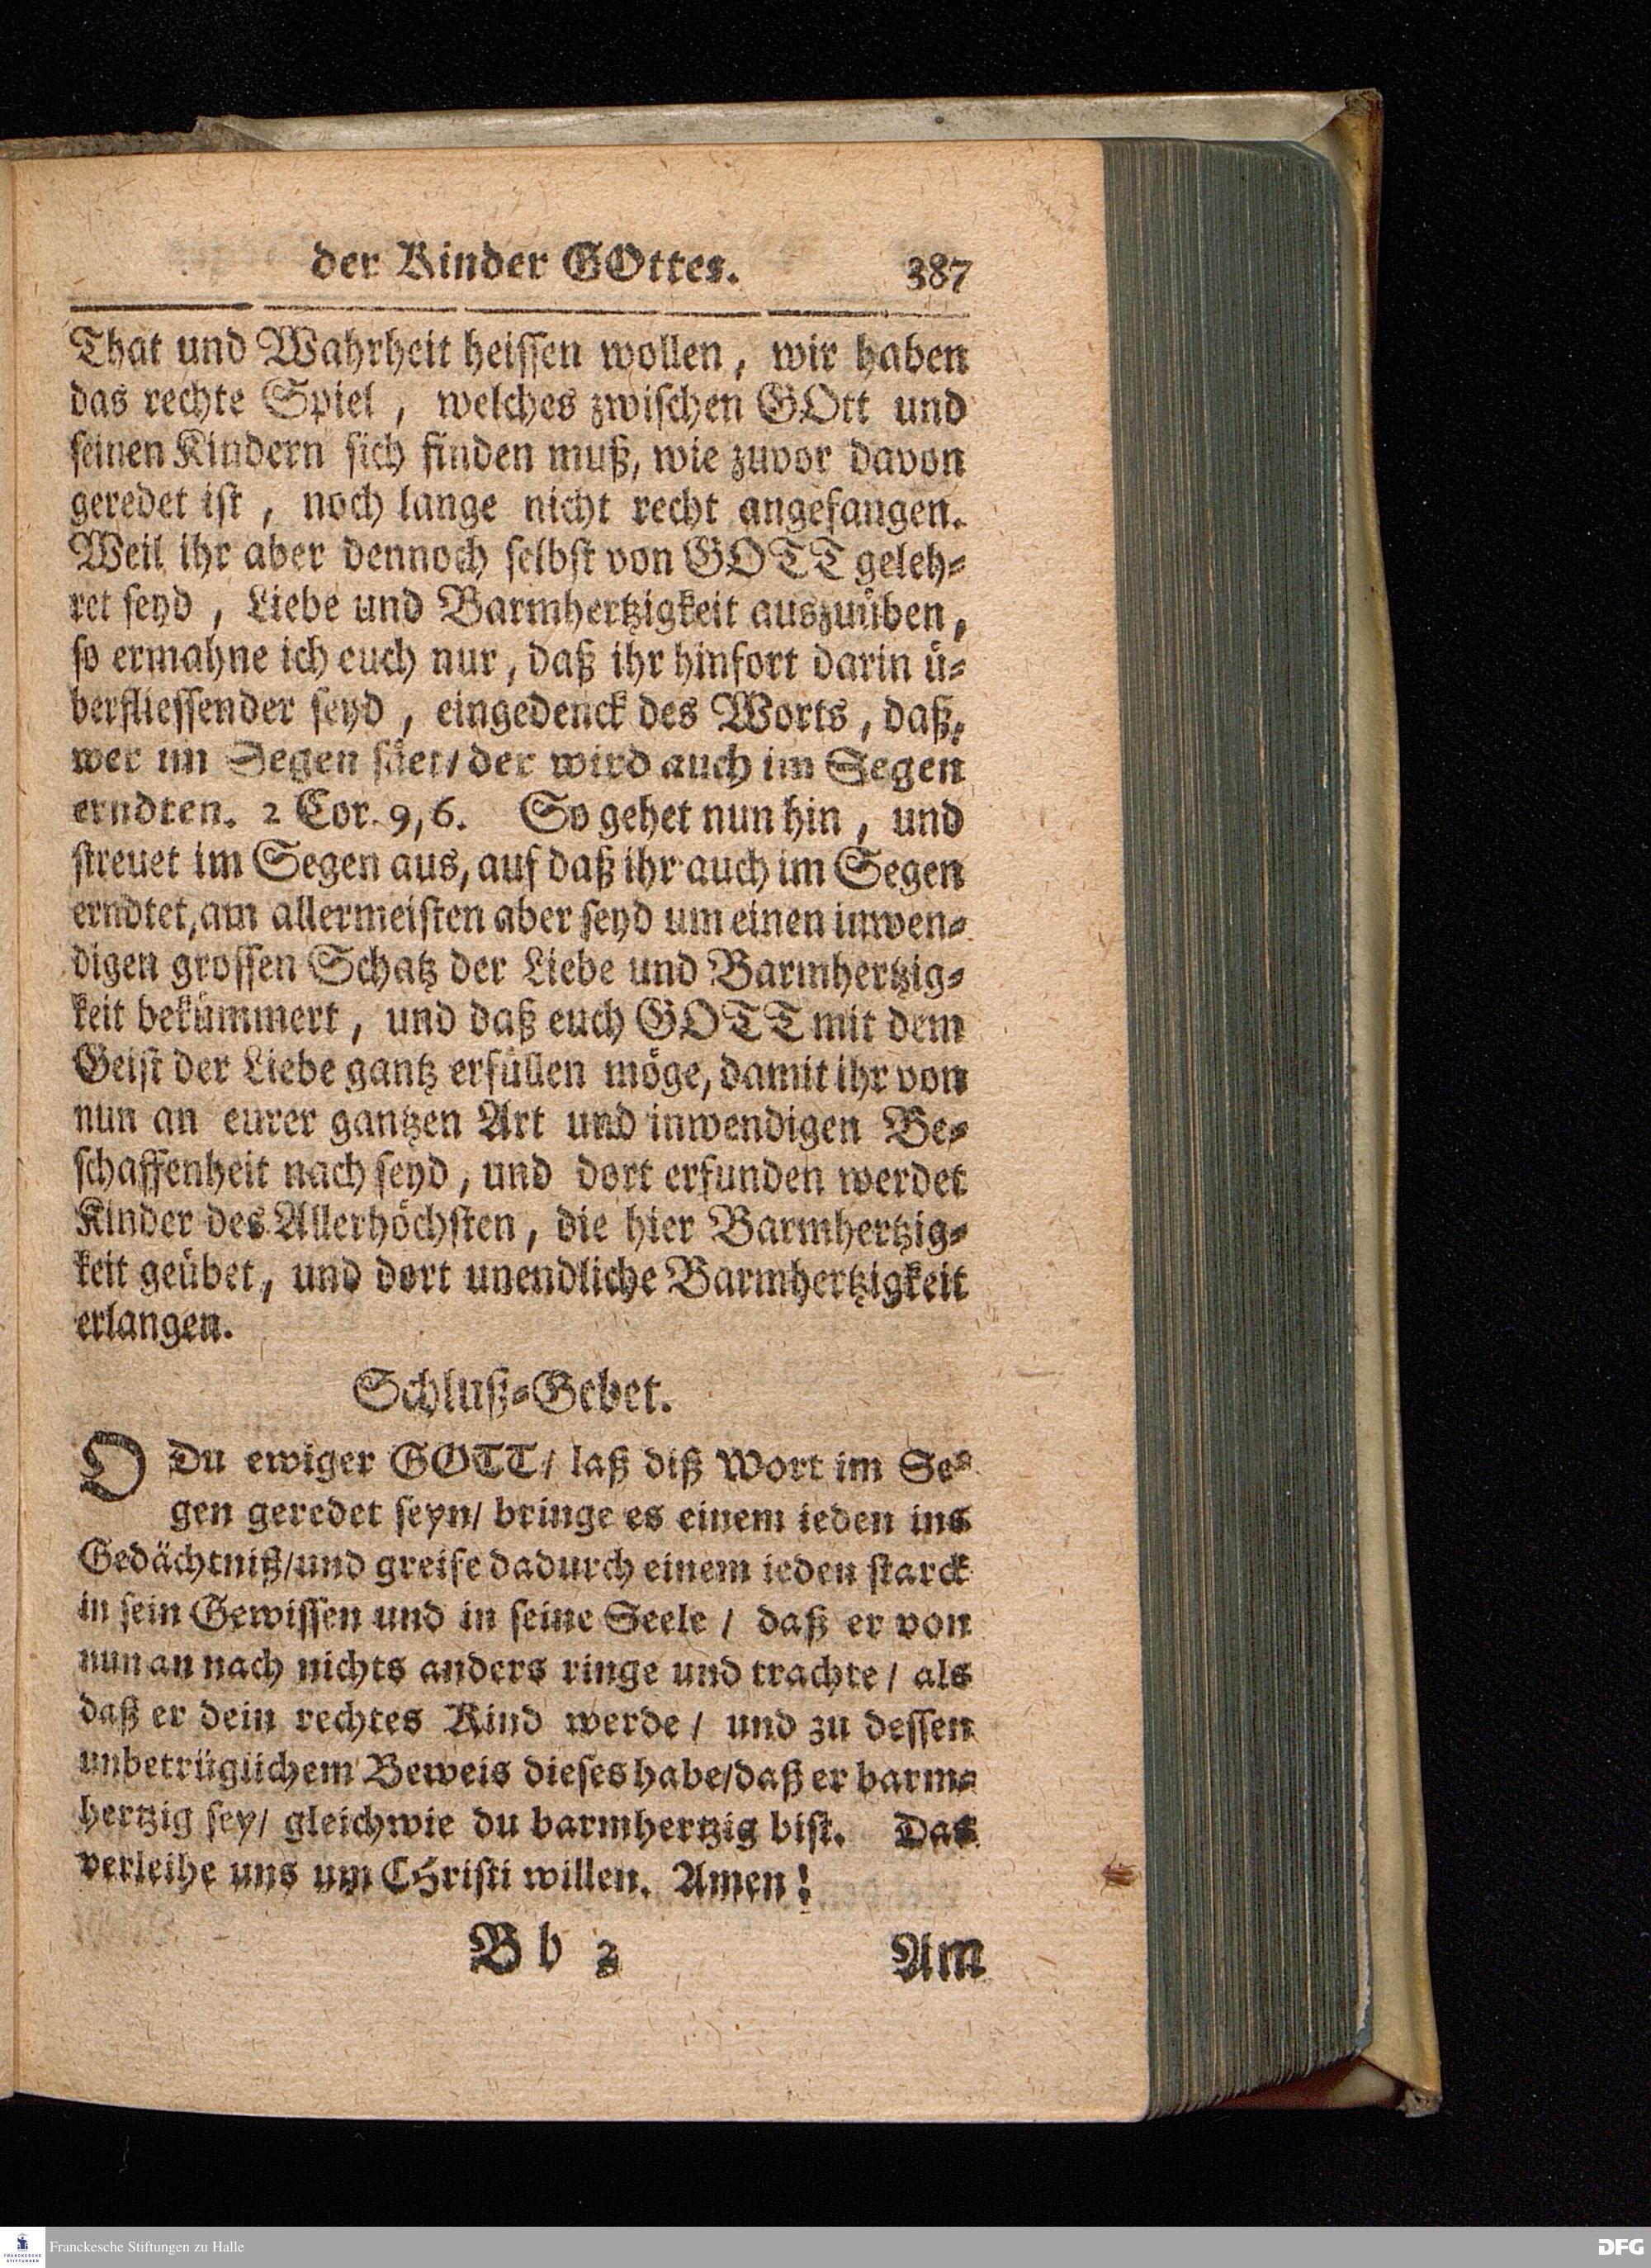 der Kinder GOttes. 387
That und Wahrheit heissen wollen, wir haben
das rechte Spiel, welches zwischen GOtt und
seinen Kindern sich finden muß, wie zuvor davon
geredet ist, noch lange nicht recht angefangen.
Weil ihr aber dennoch selbst von GOTT geleh-
ret seyd, Liebe und Barmhertzigkeit auszuüben,
so ermahne ich euch nur, daß ihr hinfort darin ü-
berfliessender seyd, eingedenck des Worts, daß,
wer im Segen säet/ der wird auch im Segen
erndten. 2 Cor. 9, 6. So gehet nun hin, und
streuet im Segen aus, auf daß ihr auch im Segen
erndtet, am allermeisten aber seyd um einen inwen-
digen grossen Schatz der Liebe und Barmhertzig-
keit bekümmert, und daß euch GOTT mit dem
Geist der Liebe gantz erfüllen möge, damit ihr von
nun an eurer gantzen Art und inwendigen Be-
schaffenheit nach seyd, und dort erfunden werdet
Kinder des Allerhöchsten, die hier Barmhertzig-
keit geübet, und dort unendliche Barmhertzigkeit
erlangen.
Schluß-Gebet.
O Du ewiger GOTT/ laß diß Wort im Se-
gen geredet seyn/ bringe es einem ieden ins
Gedächtniß/und greife dadurch einem ieden starck
in sein Gewissen und in seine Seele / daß er von
nun an nach nichts anders ringe und trachte / als
daß er dein rechtes Kind werde / und zu dessen
unbetrüglichem Beweis dieses habe/daß er barm-
hertzig sey/ gleichwie du barmhertzig bist. Das
verleihe uns um CHristi willen. Amen!
B b 2 Am
FRANCKESCHE
STIFTUNGEN
Franckesche Stiftungen zu Halle
DFG